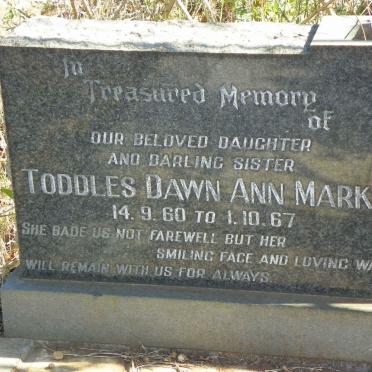 In
Treasured Memory
of
OUR BELOVED DAUGHTER
AND DARLING SISTER
TODDLES DAWN ANN MARK
14.9.60 TO 1.10.67
SHE BADE US NOT FAREWELL BUT HER
SMILING FACE AND LOVING WA
WILL REMAIN WITH US FOR ALWAYS